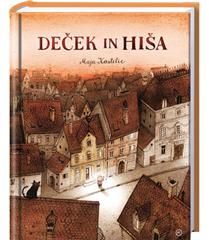 DEČEK IN HIŠA
Maja Kastelic